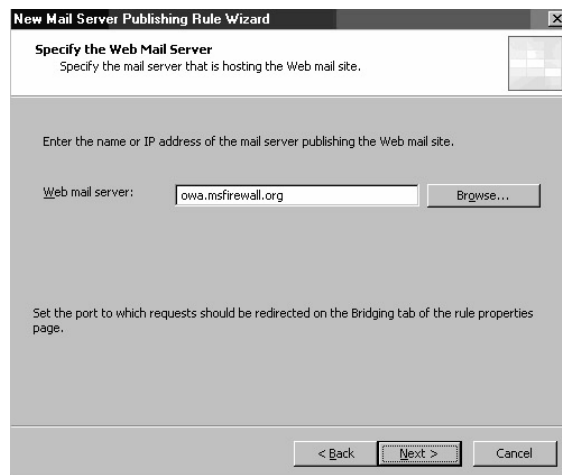 New Mail Server Publishing Rule Wizard
Specify the Web Mail Server
Specify the mail server that is hosting the Web mail site.
Enter the name or IP address of the mail server publishing the Web mail site.
Web mail server: owa.msfirewall.org Browse...
Set the port to which requests should be redirected on the Bridging tab of the rule properties
page.
< Back Next > Cancel